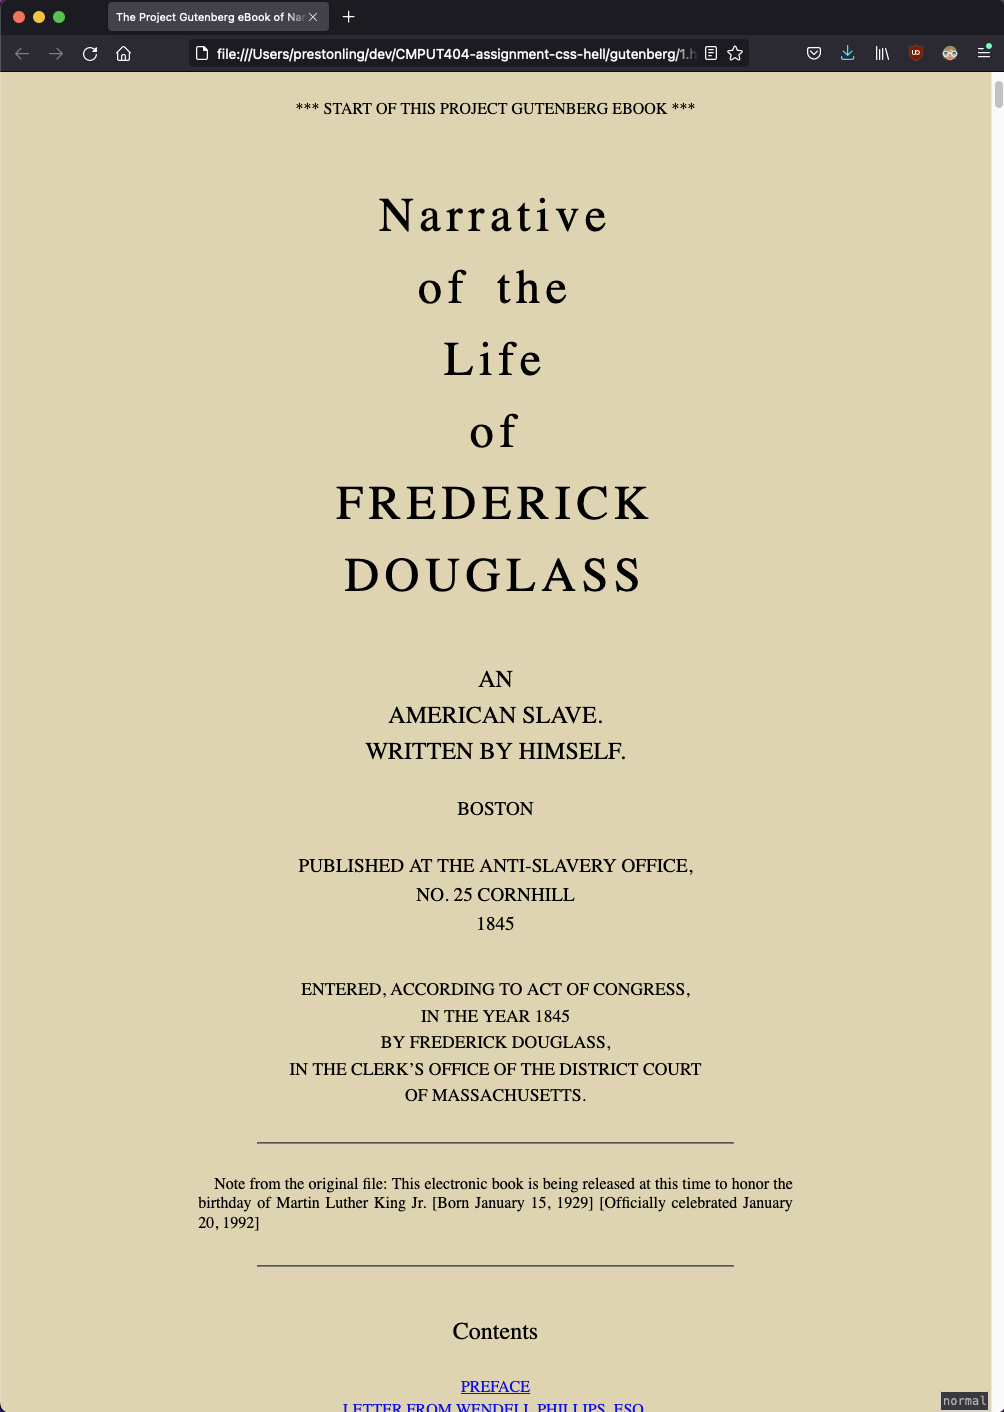 The Project Gutenberg eBook of Nar
file:///Users/prestonling/dev/CMPUT404-assignment-css-hell/gutenberg/1.h
*** START OF THIS PROJECT GUTENBERG EBOOK ***
Narrative
of the
Life
of
FREDERICK
DOUGLASS
AN
AMERICAN SLAVE.
WRITTEN BY HIMSELF.
BOSTON
PUBLISHED AT THE ANTI-SLAVERY OFFICE,
NO. 25 CORNHILL
1845
ENTERED, ACCORDING TO ACT OF CONGRESS,
IN THE YEAR 1845
BY FREDERICK DOUGLASS,
IN THE CLERK’S OFFICE OF THE DISTRICT COURT
OF MASSACHUSETTS.
Note from the original file: This electronic book is being released at this time to honor the
birthday of Martin Luther King Jr. [Born January 15, 1929] [Officially celebrated January
20, 1992]
Contents
PREFACE
LETTER FROM WENDELL PHILLIPS, ESQ.
normal